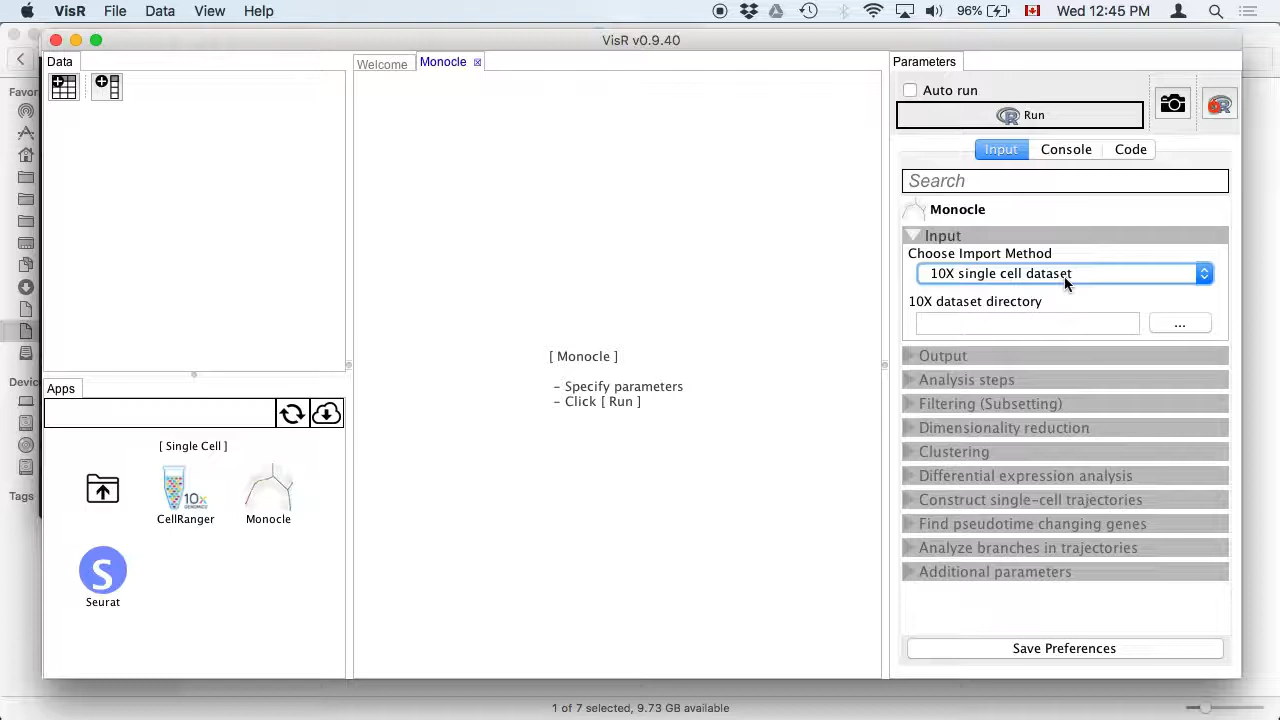 VisR File Data View Help 96% Wed 12:45 PM
VisR v0.9.40
Data
Welcome Monocle
Parameters
Auto run
Run
Input Console Code
Search
Monocle
Input
Choose Import Method
10X single cell dataset
10X dataset directory
...
Output
Analysis steps
Filtering (Subsetting)
Dimensionality reduction
Clustering
Differential expression analysis
Construct single-cell trajectories
Find pseudotime changing genes
Analyze branches in trajectories
Additional parameters
Save Preferences
[ Monocle ]
- Specify parameters
- Click [ Run ]
Apps
[ Single Cell ]
10x
GENOMICS
CellRanger
Monocle
S
Seurat
Favor
Devic
Tags
1 of 7 selected, 9.73 GB available